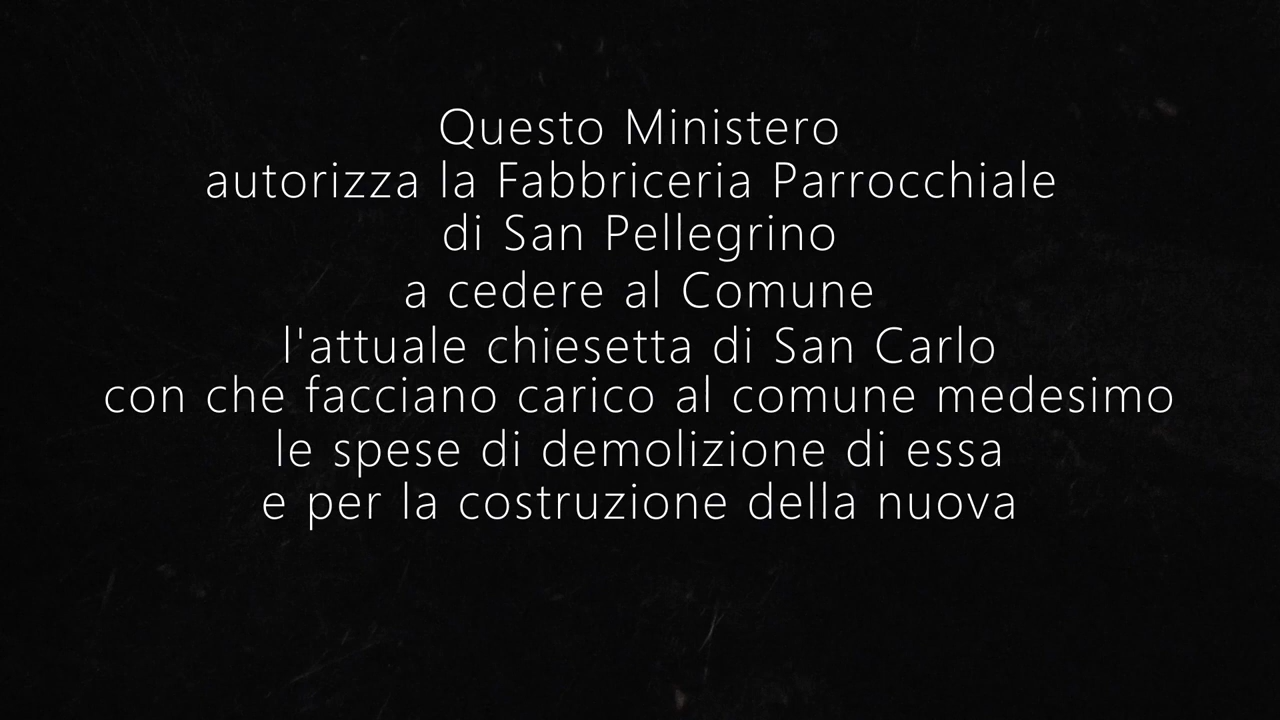 Questo Ministero
autorizza la Fabbriceria Parrocchiale
di San Pellegrino
a cedere al Comune
l'attuale chiesetta di San Carlo
con che facciano carico al comune medesimo
le spese di demolizione di essa
e per la costruzione della nuova